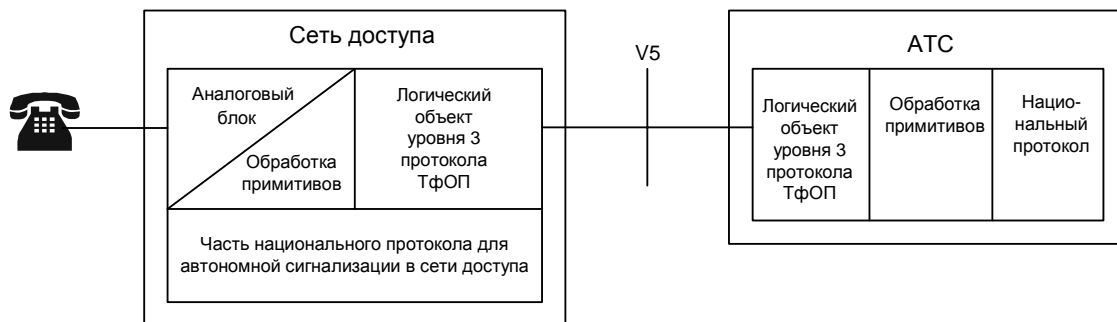 Сеть доступа
Аналоговый
блок
Обработка
примитивов
Логический
объект
уровня 3
протокола
ТфОП
Часть национального протокола для
автономной сигнализации в сети доступа
V5
АТС
Логический
объект
уровня 3
протокола
ТфОП
Обработка
примитивов
Нацио-
нальный
протокол